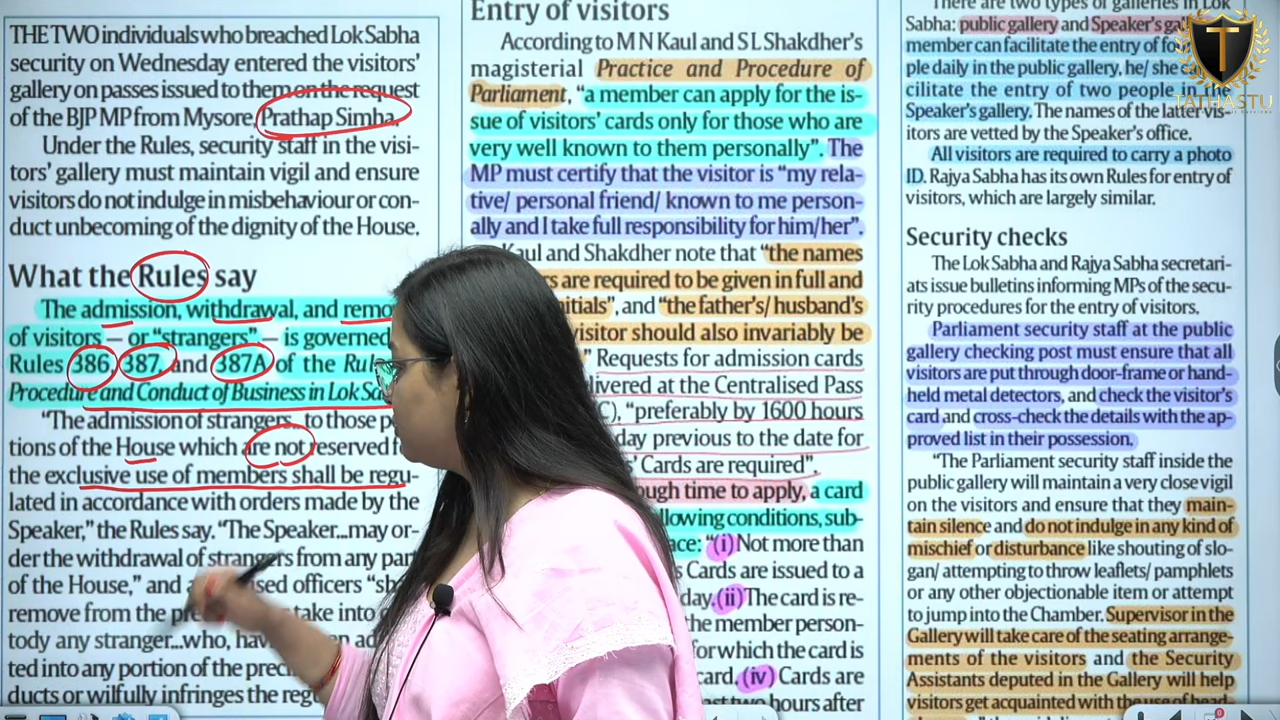 THE TWO individuals who breached Lok Sabha
security on Wednesday entered the visitors'
gallery on passes issued to them on the request
of the BJP MP from Mysore, Prathap Simha.
Under the Rules, security staff in the visi-
tors' gallery must maintain vigil and ensure
visitors do not indulge in misbehaviour or con-
duct unbecoming of the dignity of the House.
What the Rules say
The admission, withdrawal, and
of visitors — or "strangers" — is governed
Rules 386, 387, and 387A of the
Procedure and Conduct of Business in Lok
"The admission of strangers, to those
tions of the House which are not reserved
the exclusive use of members shall be regu-
lated in accordance with orders made by the
Speaker," the Rules say. "The Speaker...may or-
der the withdrawal of strangers from any part
of the House," and officers
remove from the take into
tody any stranger...who,
ted into any portion of the
ducts or wilfully infringes the
Entry of visitors
According to M N Kaul and S L Shakdher's
magisterial Practice and Procedure of
Parliament, "a member can apply for the is-
sue of visitors' cards only for those who are
very well known to them personally". The
MP must certify that the visitor is "my rela-
tive/ personal friend/ known to me person-
ally and I take full responsibility for him/her".
Kaul and Shakdher note that "the names
are required to be given in full and
", and "the father's/ husband's
visitor should also invariably be
" Requests for admission cards
at the Centralised Pass
"preferably by 1600 hours
day previous to the date for
Cards are required".
time to apply, a card
conditions, sub-
"(i) Not more than
Cards are issued to a
day. (ii) The card is re-
the member person-
for which the card is
card. (iv) Cards are
two hours after
There are two types of galleries in Lok
Sabha: public gallery and Speaker's
member can facilitate the entry of
ple daily in the public gallery, he/ she
cilitate the entry of two people in the
Speaker's gallery. The names of the latter vis-
itors are vetted by the Speaker's office.
All visitors are required to carry a photo
ID. Rajya Sabha has its own Rules for entry of
visitors, which are largely similar.
Security checks
The Lok Sabha and Rajya Sabha secretari-
ats issue bulletins informing MPs of the secu-
rity procedures for the entry of visitors.
Parliament security staff at the public
gallery checking post must ensure that all
visitors are put through door-frame or hand-
held metal detectors, and check the visitor's
card and cross-check the details with the ap-
proved list in their possession.
"The Parliament security staff inside the
public gallery will maintain a very close vigil
on the visitors and ensure that they main-
tain silence and do not indulge in any kind of
mischief or disturbance like shouting of slo-
gan/ attempting to throw leaflets/ pamphlets
or any other objectionable item or attempt
to jump into the Chamber. Supervisor in the
Gallery will take care of the seating arrange-
ments of the visitors and the Security
Assistants deputed in the Gallery will help
visitors get acquainted with the use of
T
TATHASTU